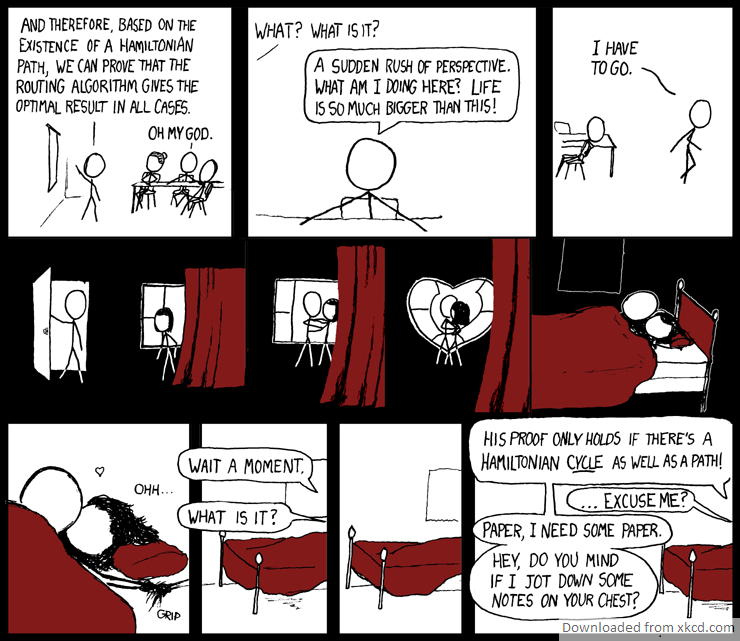 AND THEREFORE, BASED ON THE
EXISTENCE OF A HAMILTONIAN
PATH, WE CAN PROVE THAT THE
ROUTING ALGORITHM GIVES THE
OPTIMAL RESULT IN ALL CASES.
OH MY GOD.
WHAT? WHAT IS IT?
A SUDDEN RUSH OF PERSPECTIVE.
WHAT AM I DOING HERE? LIFE
IS SO MUCH BIGGER THAN THIS!
I HAVE
TO GO.
OHH...
GRIP
WAIT A MOMENT.
WHAT IS IT?
HIS PROOF ONLY HOLDS IF THERE'S A
HAMILTONIAN CYCLE AS WELL AS A PATH!
... EXCUSE ME?
PAPER, I NEED SOME PAPER.
HEY, DO YOU MIND
IF I JOT DOWN SOME
NOTES ON YOUR CHEST?
Downloaded from xkcd.com